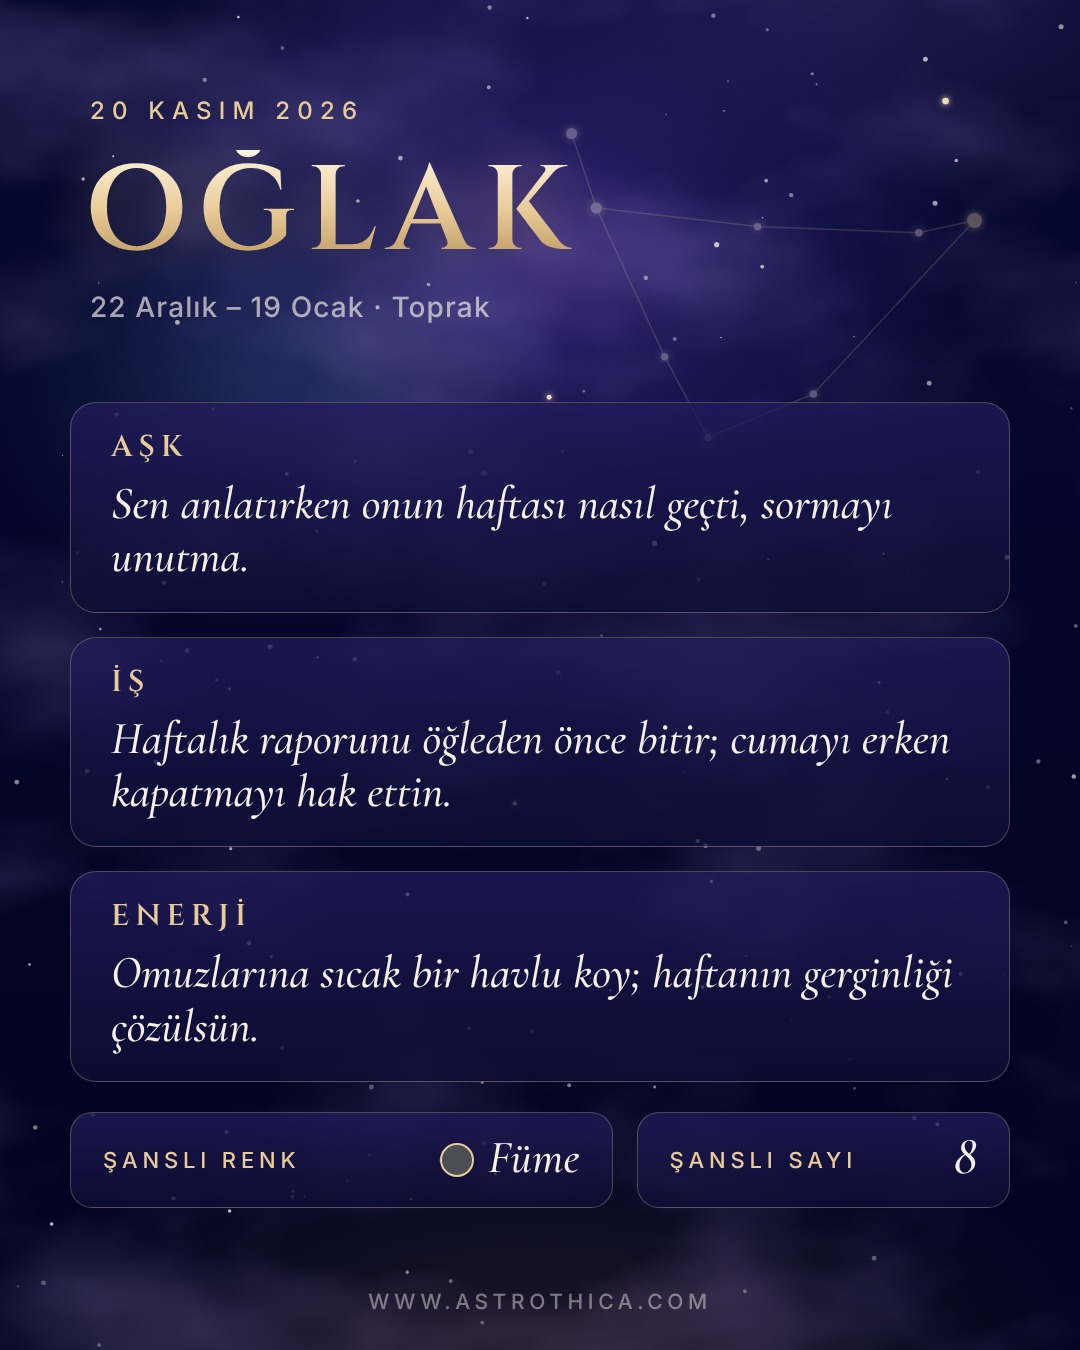 20 KASIM 2026
OĞLAK
22 Aralık – 19 Ocak · Toprak
AŞK
Sen anlatırken onun haftası nasıl geçti, sormayı
unutma.
İŞ
Haftalık raporunu öğleden önce bitir; cumayı erken
kapatmayı hak ettin.
ENERJİ
Omuzlarına sıcak bir havlu koy; haftanın gerginliği
çözülsün.
ŞANSLI RENK Füme
ŞANSLI SAYI 8
WWW.ASTROTHICA.COM